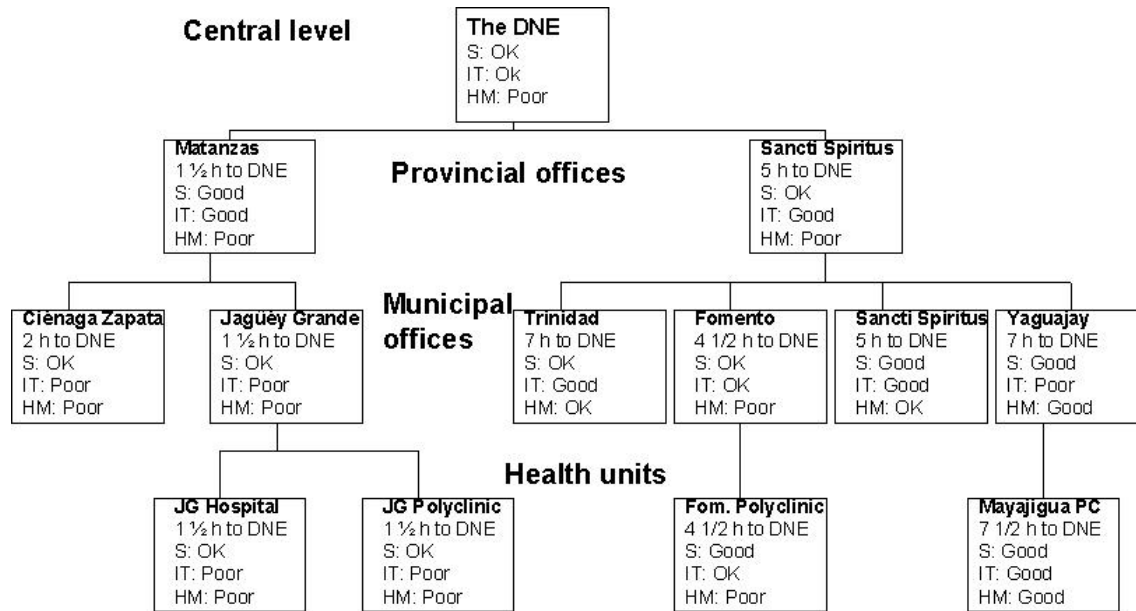 Central level
The DNE
S: OK
IT: Ok
HM: Poor
Matanzas
1 ½ h to DNE
S: Good
IT: Good
HM: Poor
Provincial offices
Sancti Spiritus
5 h to DNE
S: OK
IT: Good
HM: Poor
Municipal
offices
Ciénaga Zapata
2 h to DNE
S: OK
IT: Poor
HM: Poor
Jagüéy Grande
1 ½ h to DNE
S: OK
IT: Poor
HM: Poor
Trinidad
7 h to DNE
S: OK
IT: Good
HM: OK
Fomento
4 1/2 h to DNE
S: OK
IT: OK
HM: Poor
Sancti Spiritus
5 h to DNE
S: Good
IT: Good
HM: OK
Yaguajay
7 h to DNE
S: Good
IT: Poor
HM: Good
Health units
JG Hospital
1 ½ h to DNE
S: OK
IT: Poor
HM: Poor
JG Polyclinic
1 ½ h to DNE
S: OK
IT: Poor
HM: Poor
Fom. Polyclinic
4 1/2 h to DNE
S: Good
IT: OK
HM: Poor
Mayajigua PC
7 1/2 h to DNE
S: Good
IT: Good
HM: Good